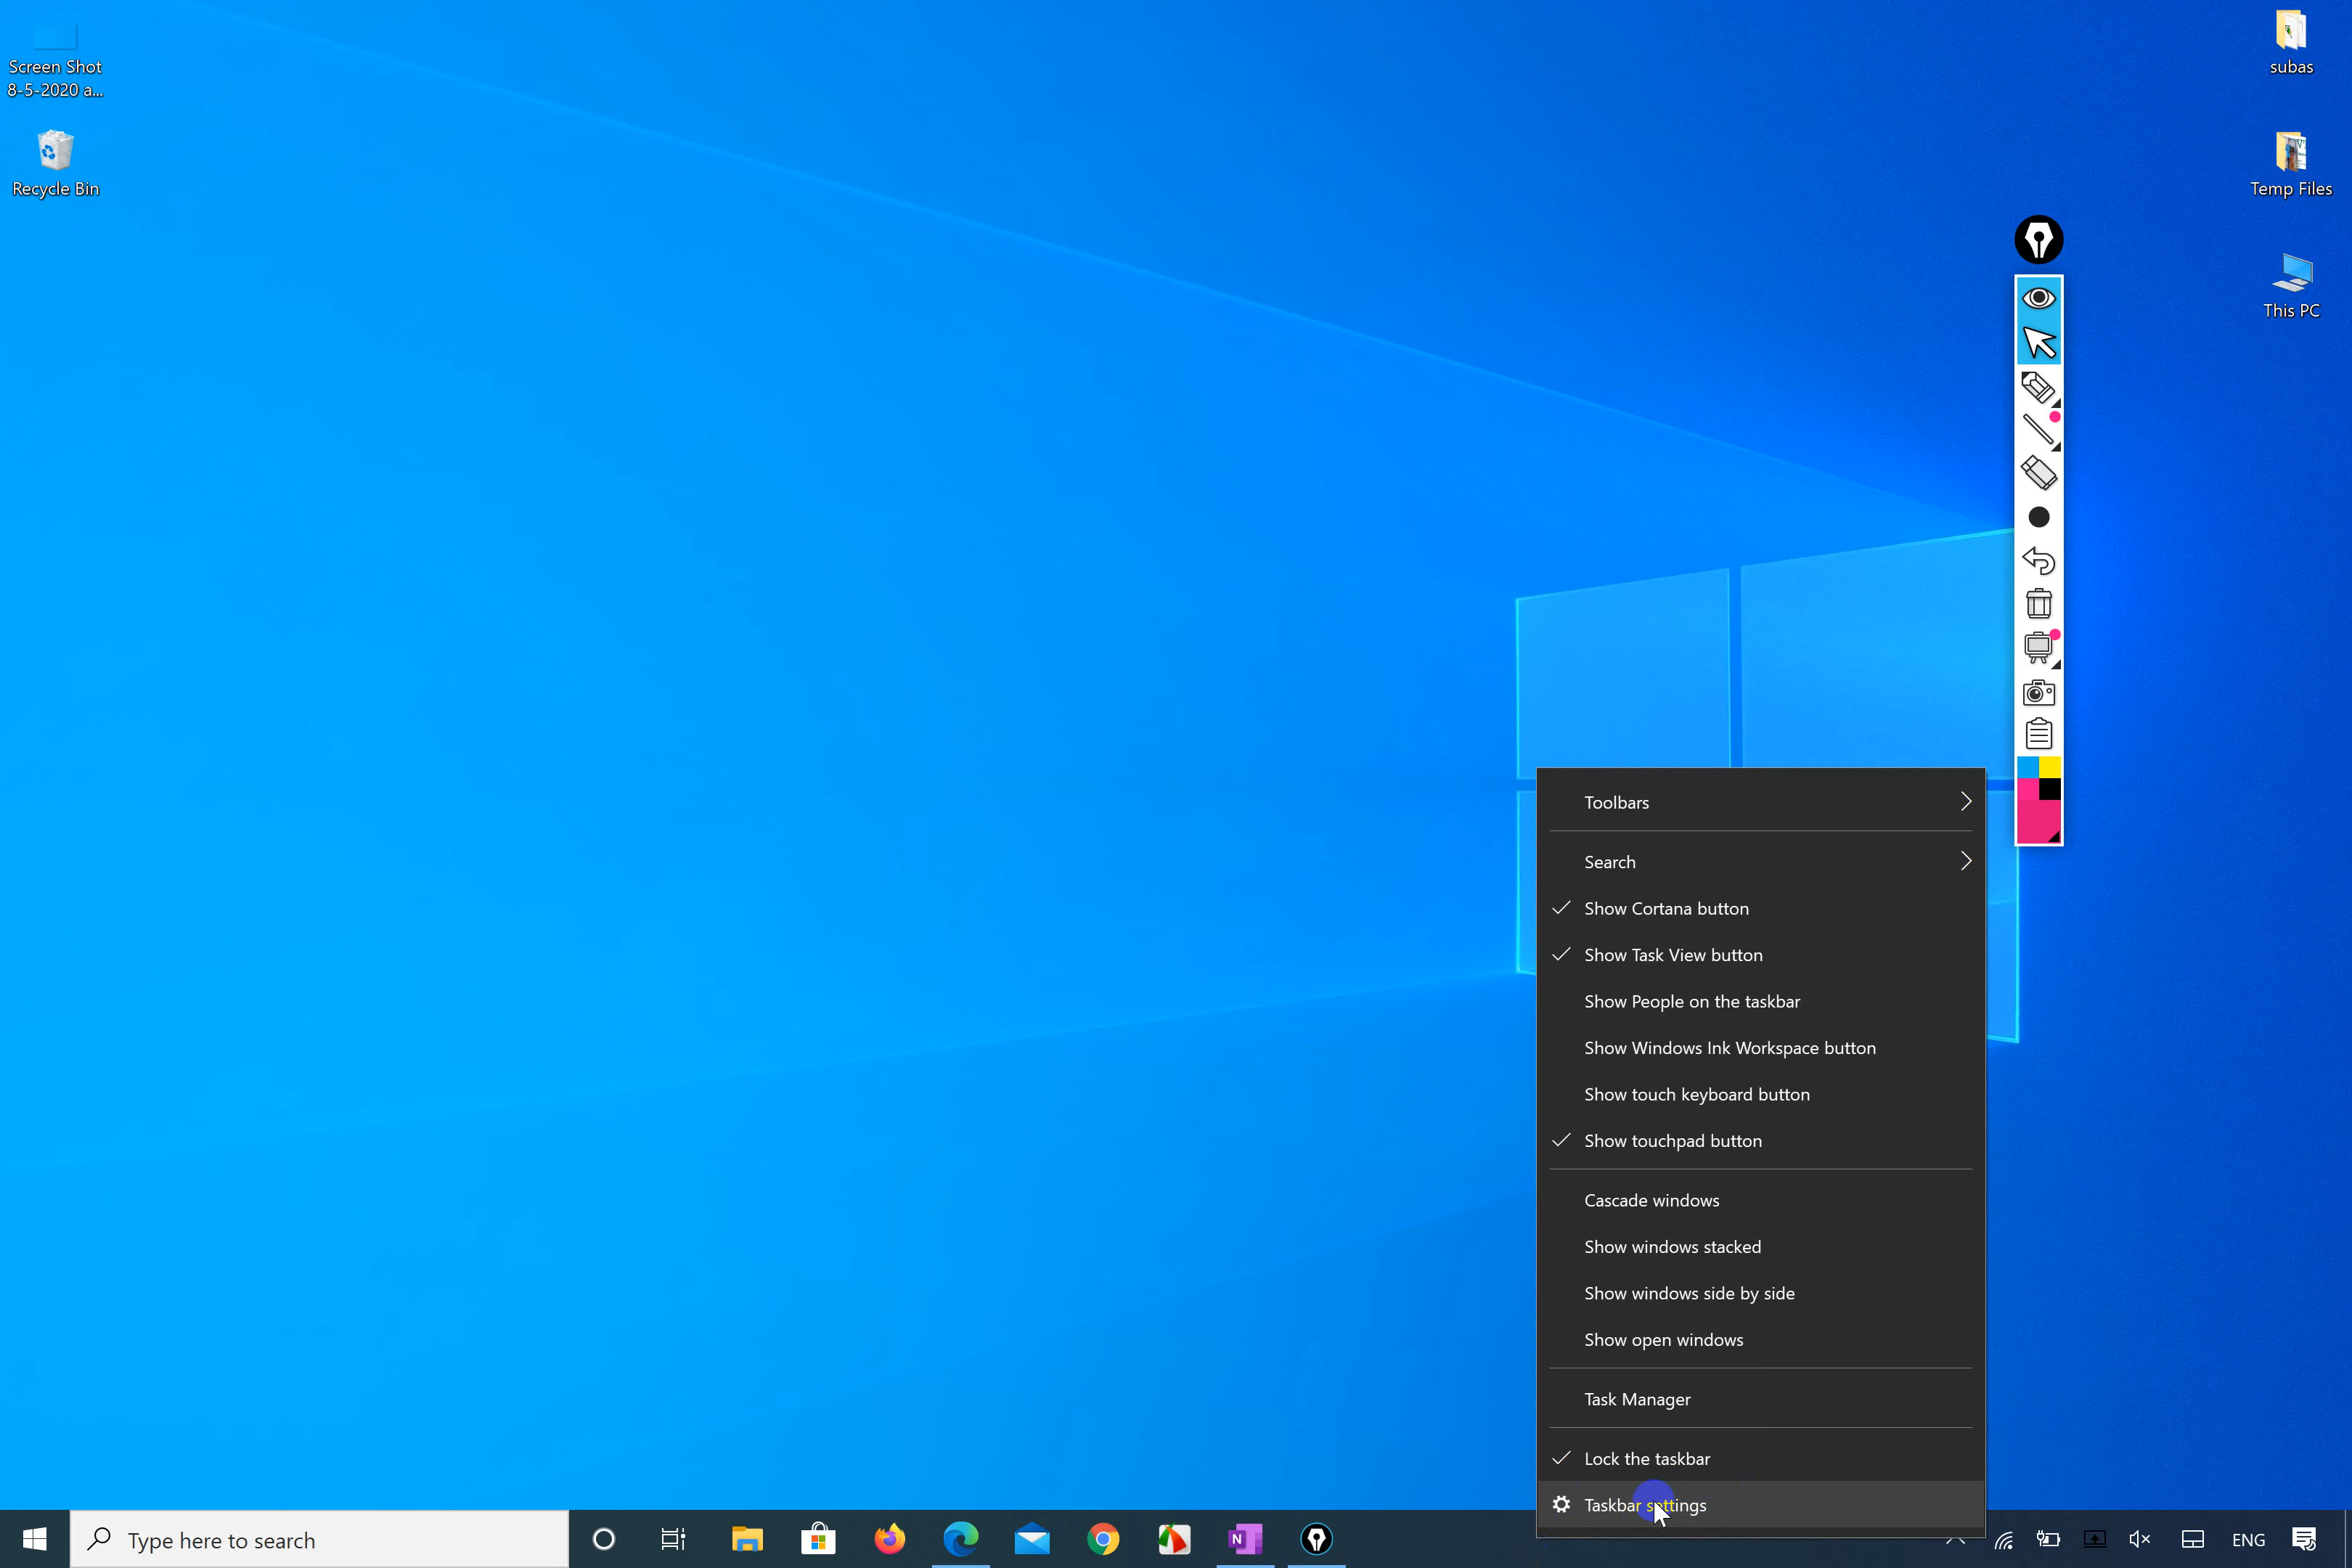 Screen Shot
8-5-2020 a...
Recycle Bin
subas
Temp Files
This PC
Toolbars
Search
Show Cortana button
Show Task View button
Show People on the taskbar
Show Windows Ink Workspace button
Show touch keyboard button
Show touchpad button
Cascade windows
Show windows stacked
Show windows side by side
Show open windows
Task Manager
Lock the taskbar
Taskbar settings
Type here to search
N
ENG